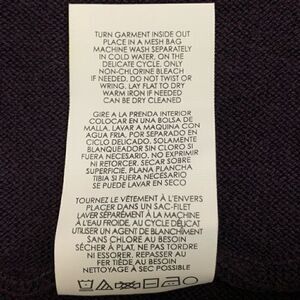 TURN GARMENT INSIDE OUT
PLACE IN A MESH BAG
MACHINE WASH SEPARATELY
IN COLD WATER, ON THE
DELICATE CYCLE. ONLY
NON-CHLORINE BLEACH
IF NEEDED. DO NOT TWIST OR
WRING. LAY FLAT TO DRY
WARM IRON IF NEEDED
CAN BE DRY CLEANED
GIRE A LA PRENDA INTERIOR
COLOCAR EN UNA BOLSA DE
MALLA. LAVAR A MAQUINA CON
AGUA FRIA, POR SEPARADO EN
CICLO DELICADO. SOLAMENTE
BLANQUEADOR SIN CLORO SI
FUERA NECESARIO. NO EXPRIMIR
NI RETORCER. SECAR SOBRE
SUPERFICIE. PLANA PLANCHA
TIBIA SI FUERA NECESARIO
SE PUEDE LAVAR EN SECO
TOURNEZ LE VÊTEMENT À L'ENVERS
PLACER DANS UN SAC-FILET
LAVER SÉPARÉMENT À LA MACHINE
À L'EAU FROIDE, AU CYCLE DÉLICAT
UTILISER UN AGENT DE BLANCHÎMENT
SANS CHLORE AU BESOIN
SÉCHER À PLAT, NE PAS TORDRE
NI ESSORER. REPASSER AU
FER TIÈDE AU BESOIN
NETTOYAGE À SEC POSSIBLE